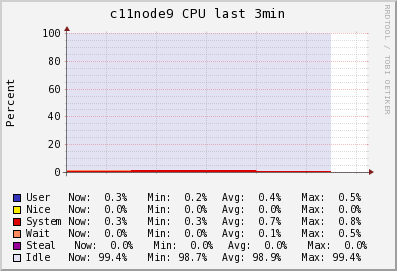 c11node9 CPU last 3min
RRDTOOL / TOBI OETIKER
Percent
100
80
60
40
20
0
User Now: 0.3% Min: 0.2% Avg: 0.4% Max: 0.5%
Nice Now: 0.0% Min: 0.0% Avg: 0.0% Max: 0.0%
System Now: 0.3% Min: 0.3% Avg: 0.7% Max: 0.8%
Wait Now: 0.0% Min: 0.0% Avg: 0.1% Max: 0.5%
Steal Now: 0.0% Min: 0.0% Avg: 0.0% Max: 0.0%
Idle Now: 99.4% Min: 98.7% Avg: 98.9% Max: 99.4%